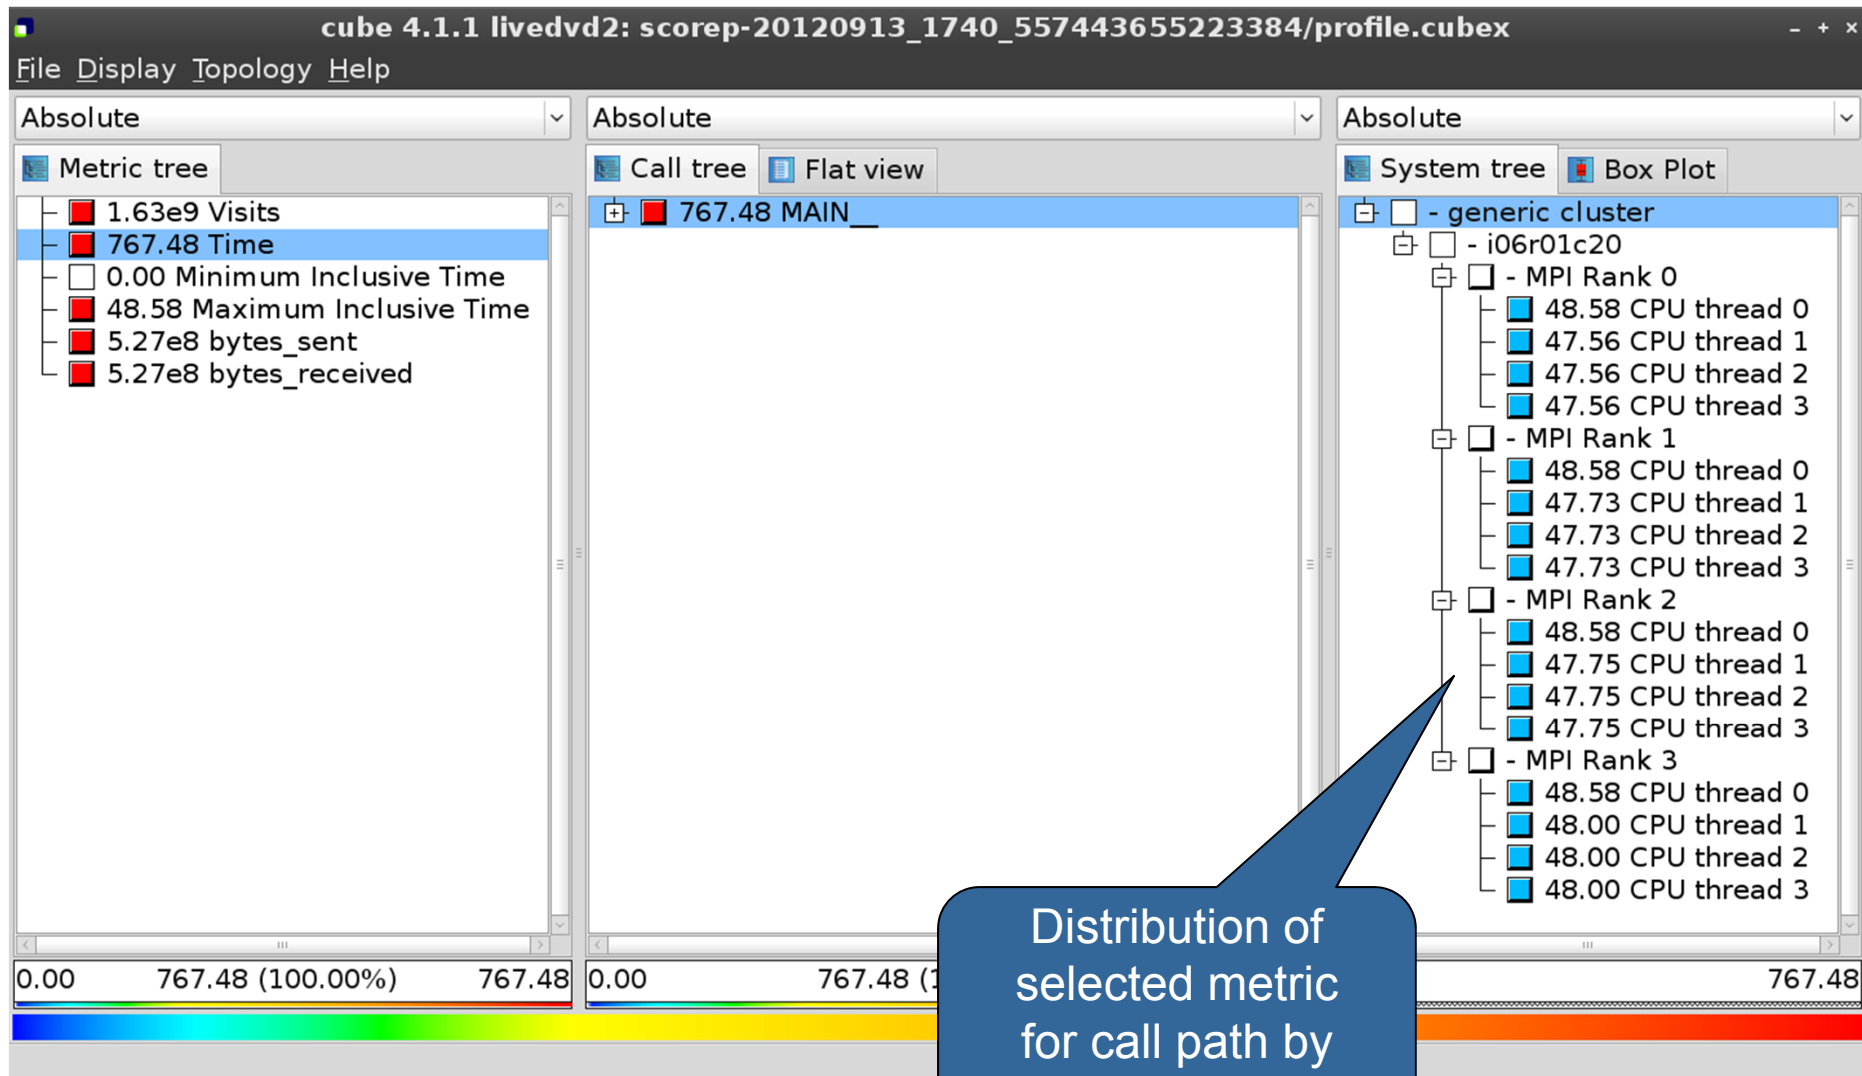 cube 4.1.1 livedvd2: scorep-20120913_1740_557443655223384/profile.cubex
File Display Topology Help
Absolute
Metric tree
1.63e9 Visits
767.48 Time
0.00 Minimum Inclusive Time
48.58 Maximum Inclusive Time
5.27e8 bytes_sent
5.27e8 bytes_received
0.00 767.48 (100.00%) 767.48
Absolute
Call tree Flat view
767.48 MAIN__
0.00 767.48 (1
Absolute
System tree Box Plot
- generic cluster
- i06r01c20
- MPI Rank 0
48.58 CPU thread 0
47.56 CPU thread 1
47.56 CPU thread 2
47.56 CPU thread 3
- MPI Rank 1
48.58 CPU thread 0
47.73 CPU thread 1
47.73 CPU thread 2
47.73 CPU thread 3
- MPI Rank 2
48.58 CPU thread 0
47.75 CPU thread 1
47.75 CPU thread 2
47.75 CPU thread 3
- MPI Rank 3
48.58 CPU thread 0
48.00 CPU thread 1
48.00 CPU thread 2
48.00 CPU thread 3
767.48
Distribution of
selected metric
for call path by